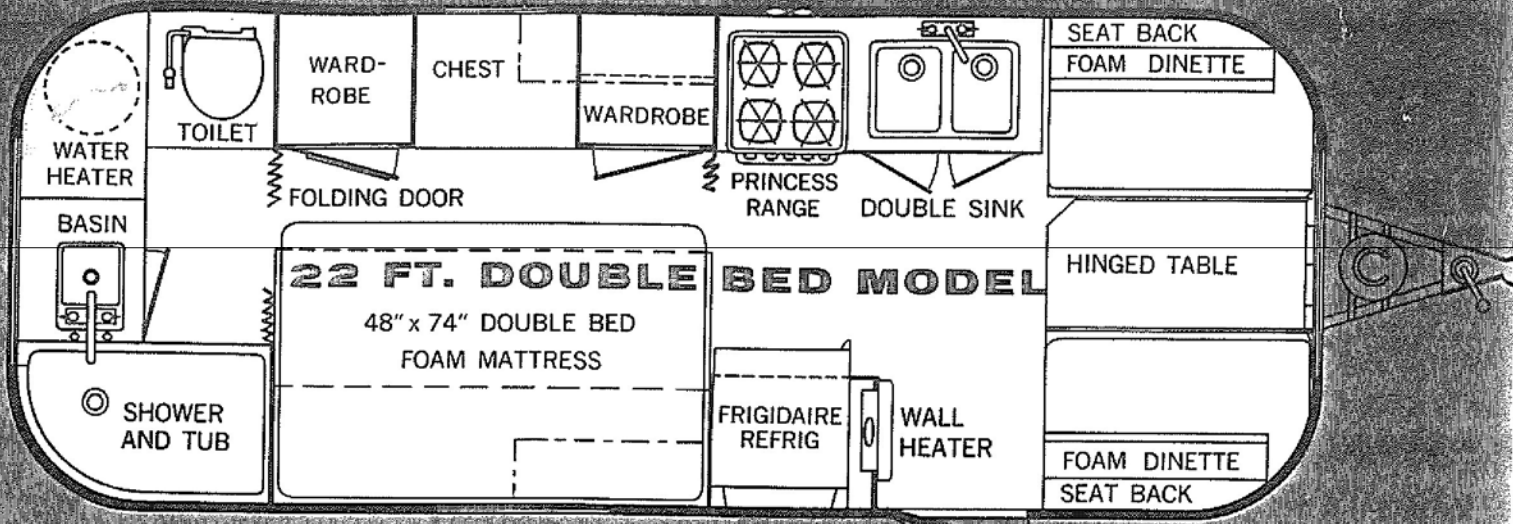 SEAT BACK
FOAM DINETTE
WARD-
ROBE
CHEST
WARDROBE
TOILET
WATER
HEATER
FOLDING DOOR
PRINCESS
RANGE
DOUBLE SINK
BASIN
HINGED TABLE
C
22 FT. DOUBLE BED MODEL
48" x 74" DOUBLE BED
FOAM MATTRESS
SHOWER
AND TUB
FRIGIDAIRE
REFRIG
WALL
HEATER
FOAM DINETTE
SEAT BACK